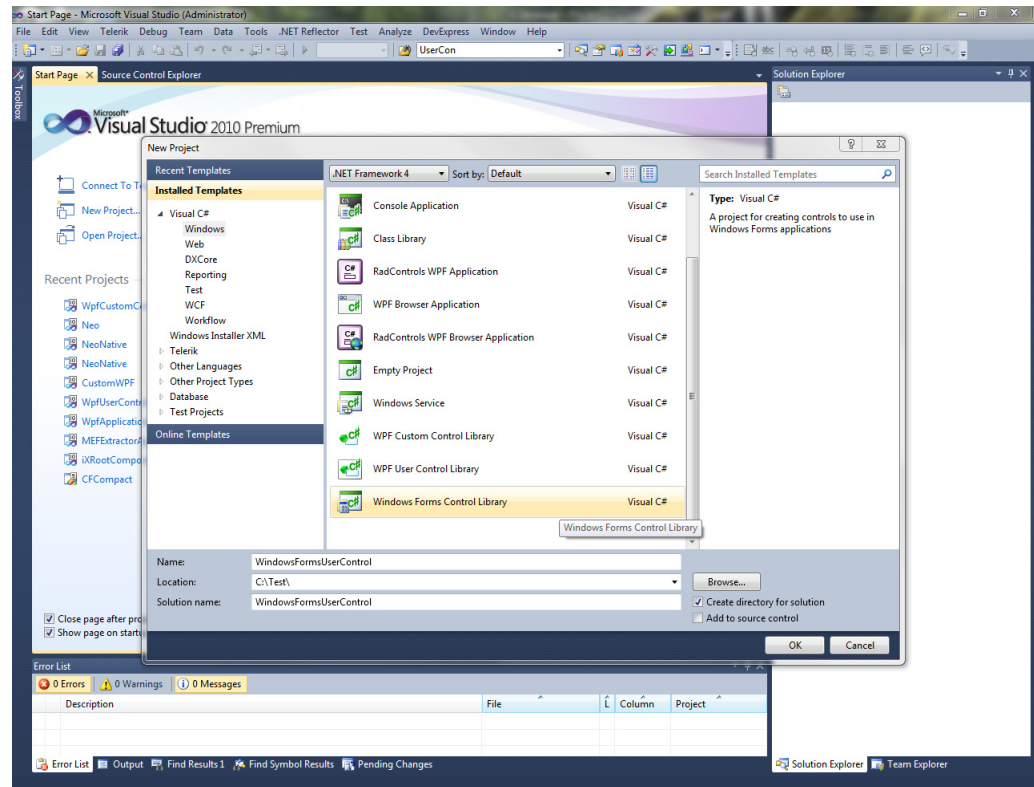 Start Page - Microsoft Visual Studio (Administrator)
File Edit View Telerik Debug Team Data Tools .NET Reflector Test Analyze DevExpress Window Help
UserCon
Toolbox
Start Page Source Control Explorer
Solution Explorer
Microsoft
Visual Studio 2010 Premium
New Project
Connect To
New Project...
Open Project..
Recent Projects
WpfCustomC
Neo
NeoNative
NeoNative
CustomWPF
WpfUserCont
WpfApplicatio
MEFExtractor
iXRootCompo
CFCompact
Close page after pro
Show page on startu
Recent Templates
Installed Templates
Visual C#
Windows
Web
DXCore
Reporting
Test
WCF
Workflow
Windows Installer XML
Telerik
Other Languages
Other Project Types
Database
Test Projects
Online Templates
.NET Framework 4 Sort by: Default
Search Installed Templates
Console Application Visual C#
Class Library Visual C#
RadControls WPF Application Visual C#
WPF Browser Application Visual C#
RadControls WPF Browser Application Visual C#
Empty Project Visual C#
Windows Service Visual C#
WPF Custom Control Library Visual C#
WPF User Control Library Visual C#
Windows Forms Control Library Visual C#
Windows Forms Control Library
Type: Visual C#
A project for creating controls to use in
Windows Forms applications
Name: WindowsFormsUserControl
Location: C:\Test\
Browse...
Solution name: WindowsFormsUserControl
Create directory for solution
Add to source control
OK Cancel
Error List
0 Errors 0 Warnings 0 Messages
Description File L Column Project
Error List Output Find Results 1 Find Symbol Results Pending Changes
Solution Explorer Team Explorer